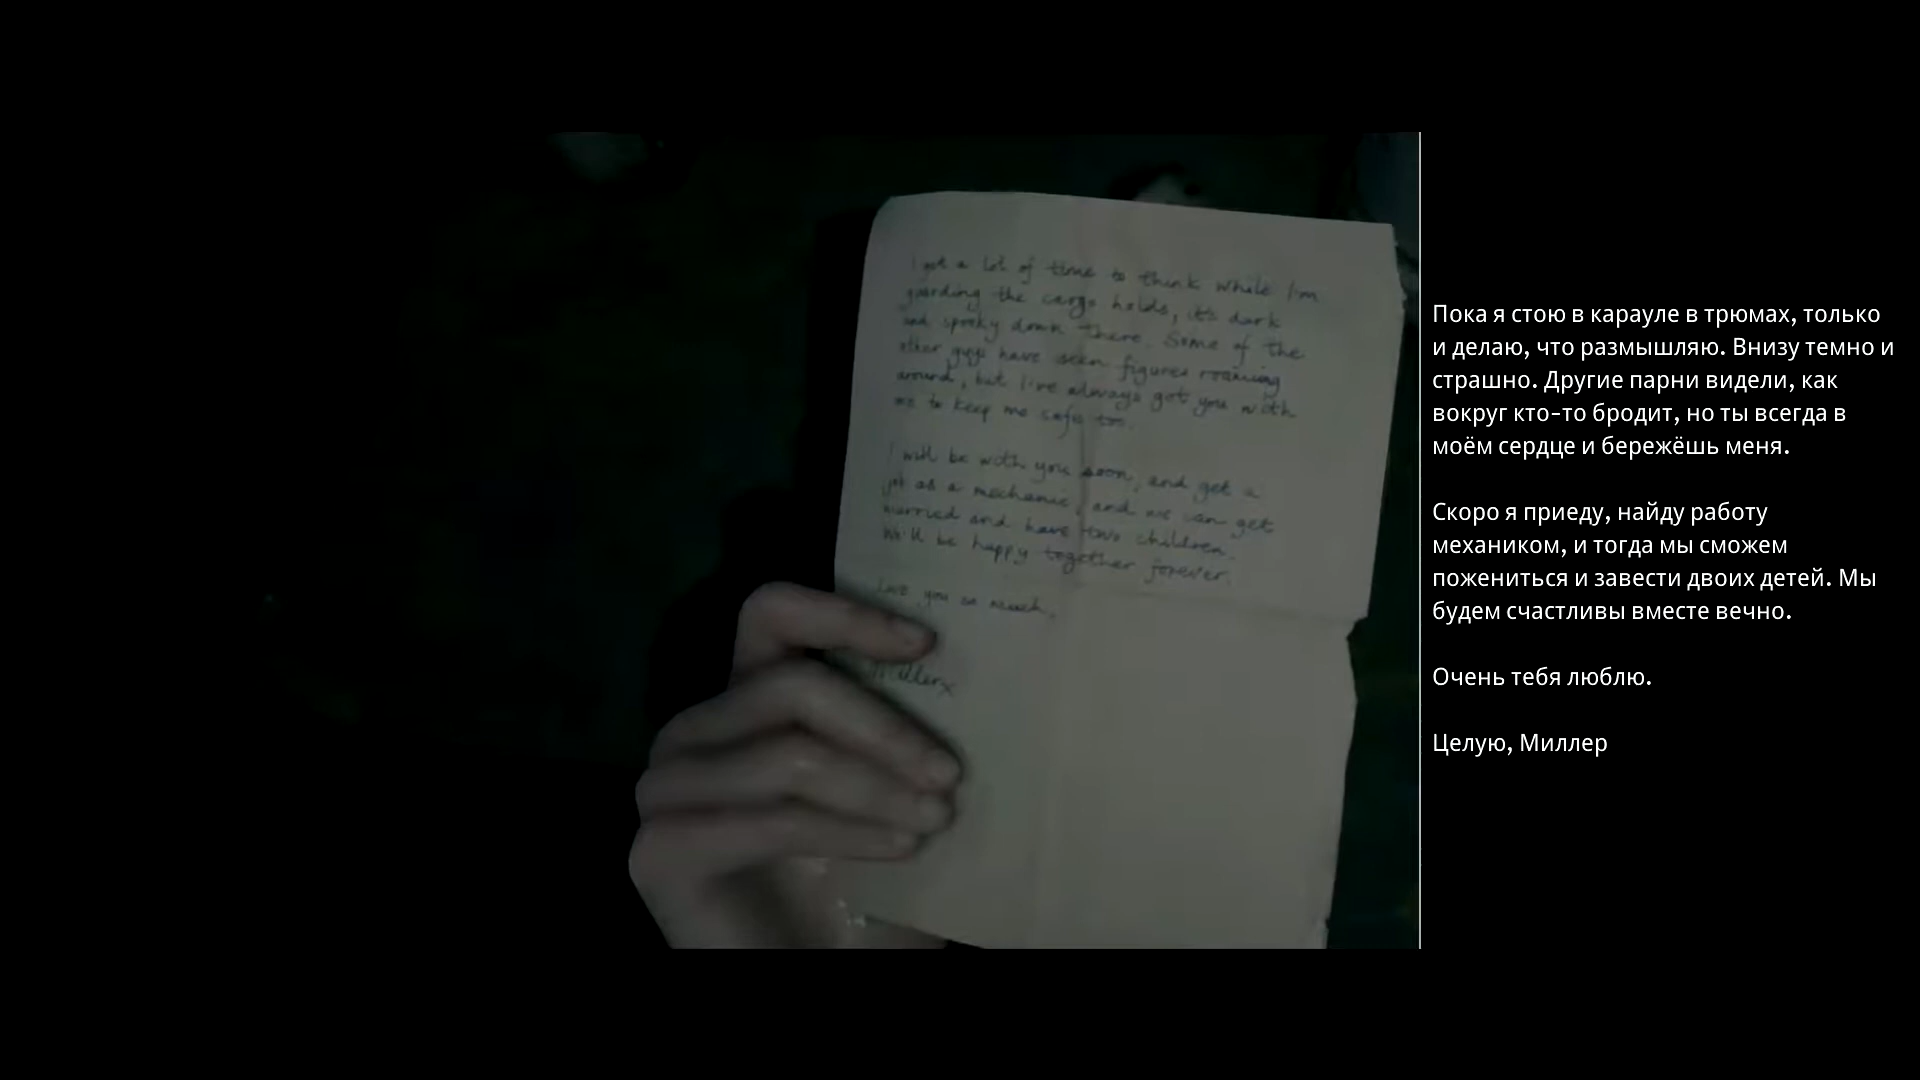 I got a lot of time to think while I'm
guarding the cargo holds, it's dark
and spooky down there. Some of the
other guys have seen figures roaming
around, but I've always got you with
me to keep me safe too.
I will be with you soon, and get a
job as a mechanic, and we can get
married and have two children.
We'll be happy together forever.
Love you so much,
Miller x
Пока я стою в карауле в трюмах, только
и делаю, что размышляю. Внизу темно и
страшно. Другие парни видели, как
вокруг кто-то бродит, но ты всегда в
моём сердце и бережёшь меня.
Скоро я приеду, найду работу
механиком, и тогда мы сможем
пожениться и завести двоих детей. Мы
будем счастливы вместе вечно.
Очень тебя люблю.
Целую, Миллер